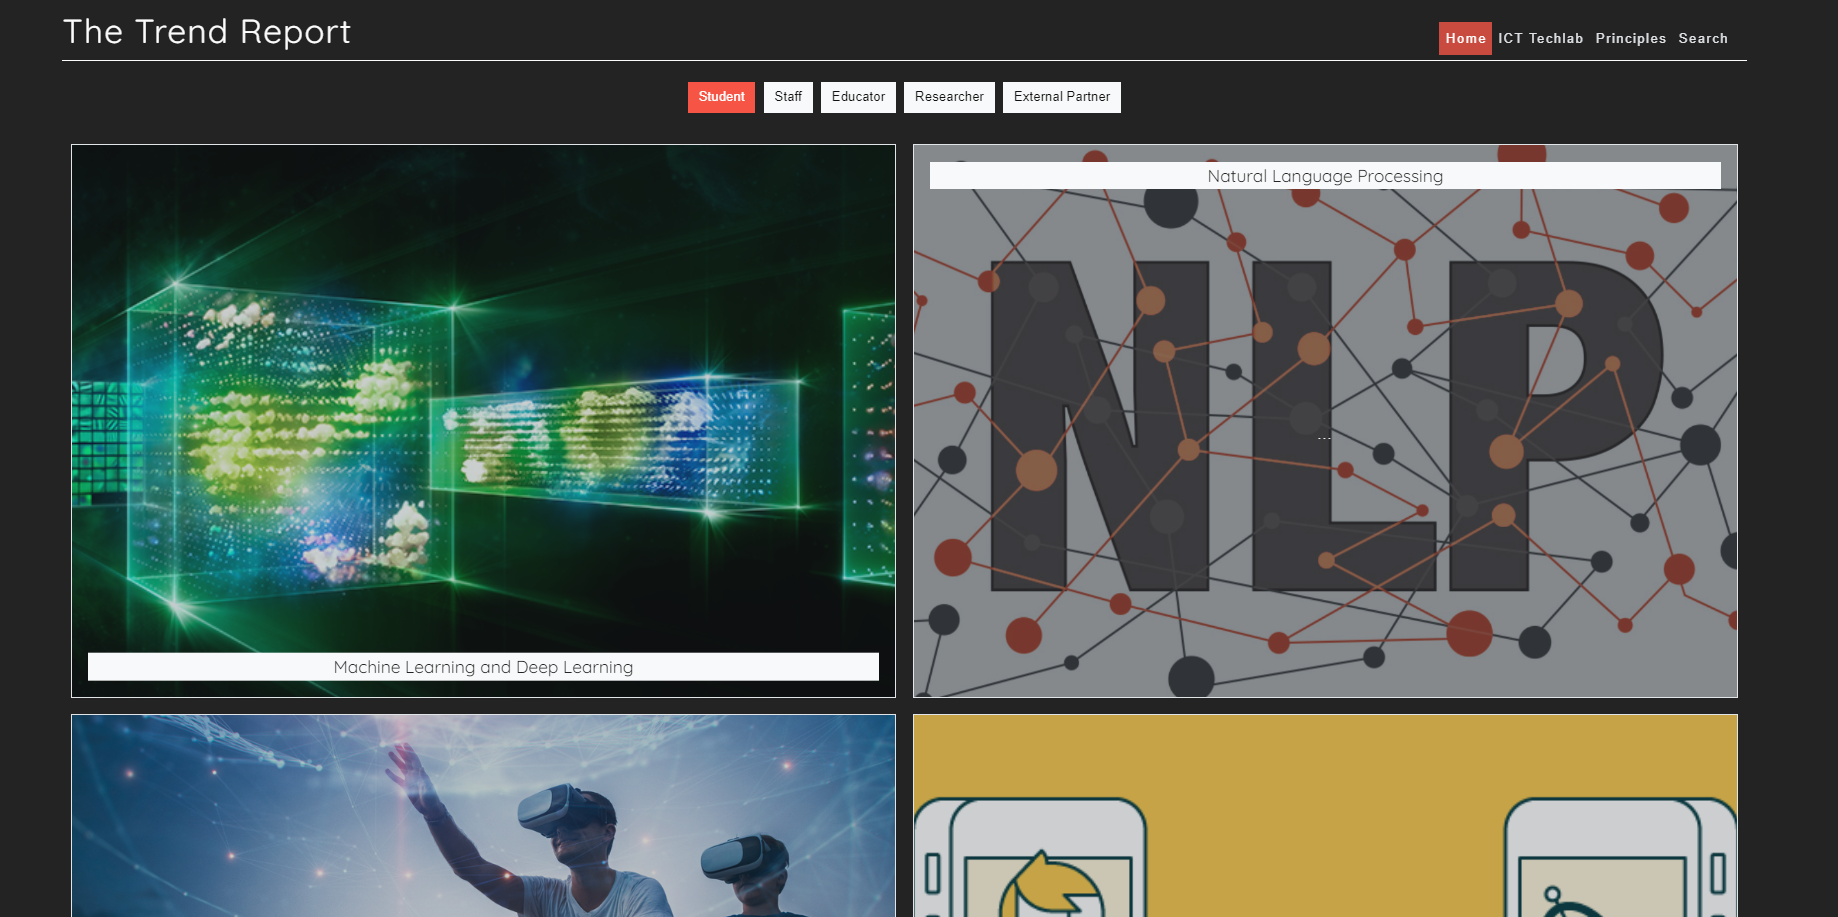 The Trend Report
Home ICT Techlab Principles Search
Student Staff Educator Researcher External Partner
Natural Language Processing
NLP
...
Machine Learning and Deep Learning